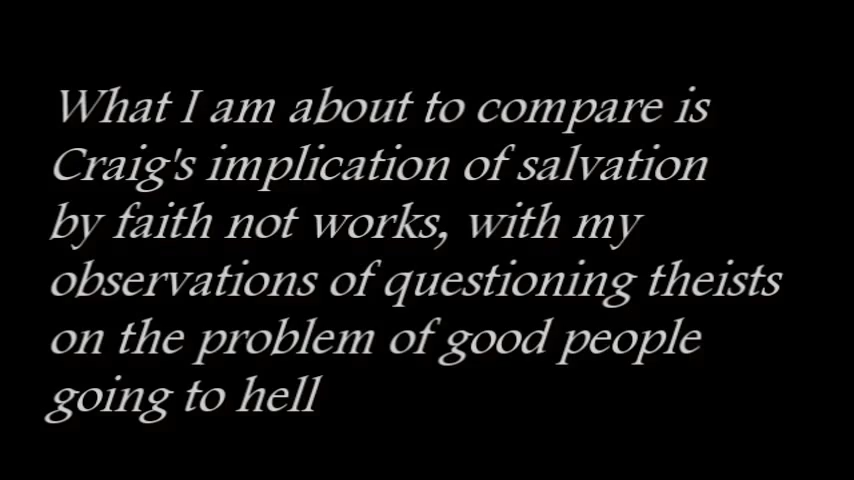 What I am about to compare is
Craig's implication of salvation
by faith not works, with my
observations of questioning theists
on the problem of good people
going to hell